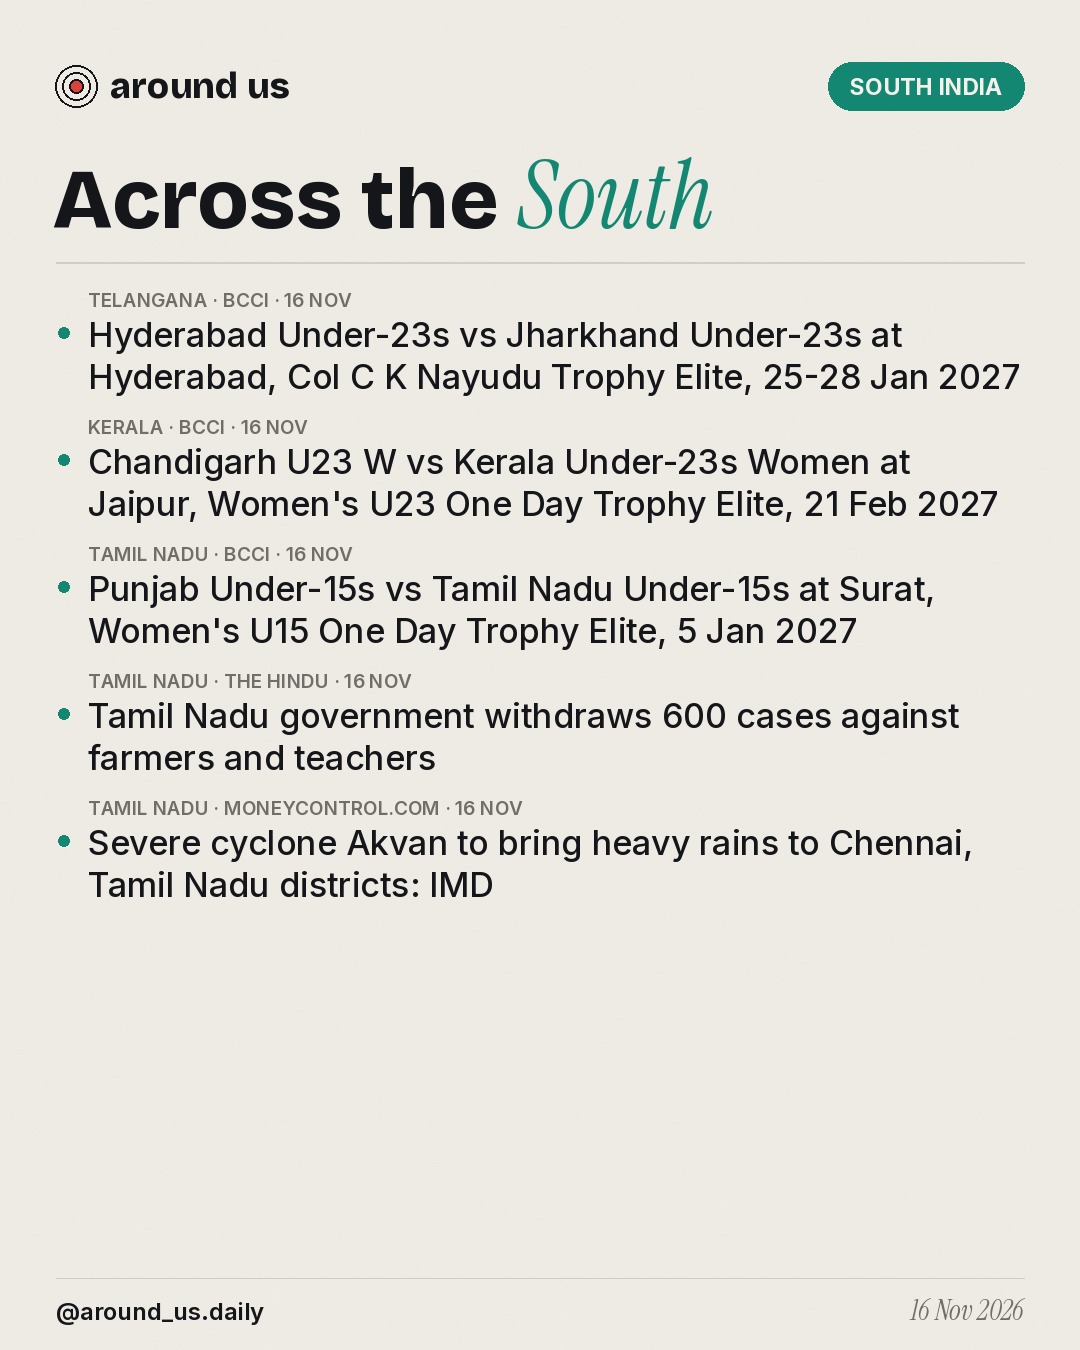 around us
SOUTH INDIA
Across the South
TELANGANA · BCCI · 16 NOV
Hyderabad Under-23s vs Jharkhand Under-23s at
Hyderabad, Col C K Nayudu Trophy Elite, 25-28 Jan 2027
KERALA · BCCI · 16 NOV
Chandigarh U23 W vs Kerala Under-23s Women at
Jaipur, Women's U23 One Day Trophy Elite, 21 Feb 2027
TAMIL NADU · BCCI · 16 NOV
Punjab Under-15s vs Tamil Nadu Under-15s at Surat,
Women's U15 One Day Trophy Elite, 5 Jan 2027
TAMIL NADU · THE HINDU · 16 NOV
Tamil Nadu government withdraws 600 cases against
farmers and teachers
TAMIL NADU · MONEYCONTROL.COM · 16 NOV
Severe cyclone Akvan to bring heavy rains to Chennai,
Tamil Nadu districts: IMD
@around_us.daily
16 Nov 2026